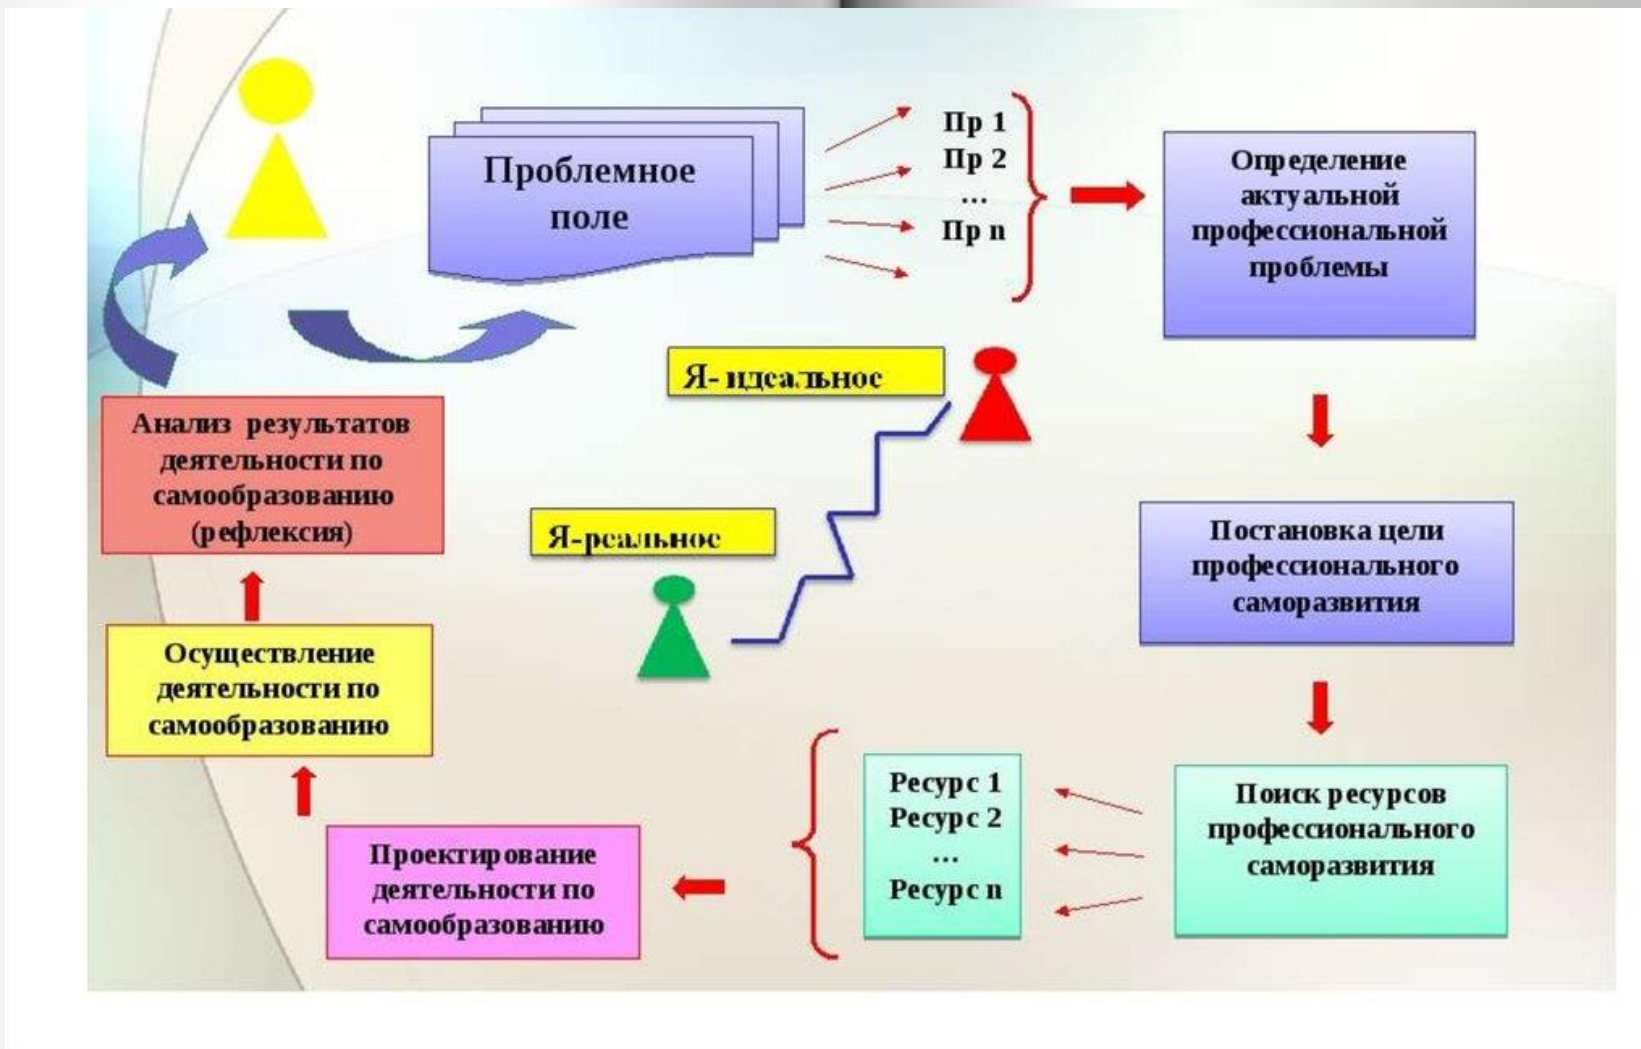 Проблемное
поле
Пр 1
Пр 2
...
Пр n
Определение
актуальной
профессиональной
проблемы
Я- идеальное
Я-реальное
Постановка цели
профессионального
саморазвития
Поиск ресурсов
профессионального
саморазвития
Ресурс 1
Ресурс 2
...
Ресурс n
Проектирование
деятельности по
самообразованию
Осуществление
деятельности по
самообразованию
Анализ результатов
деятельности по
самообразованию
(рефлексия)